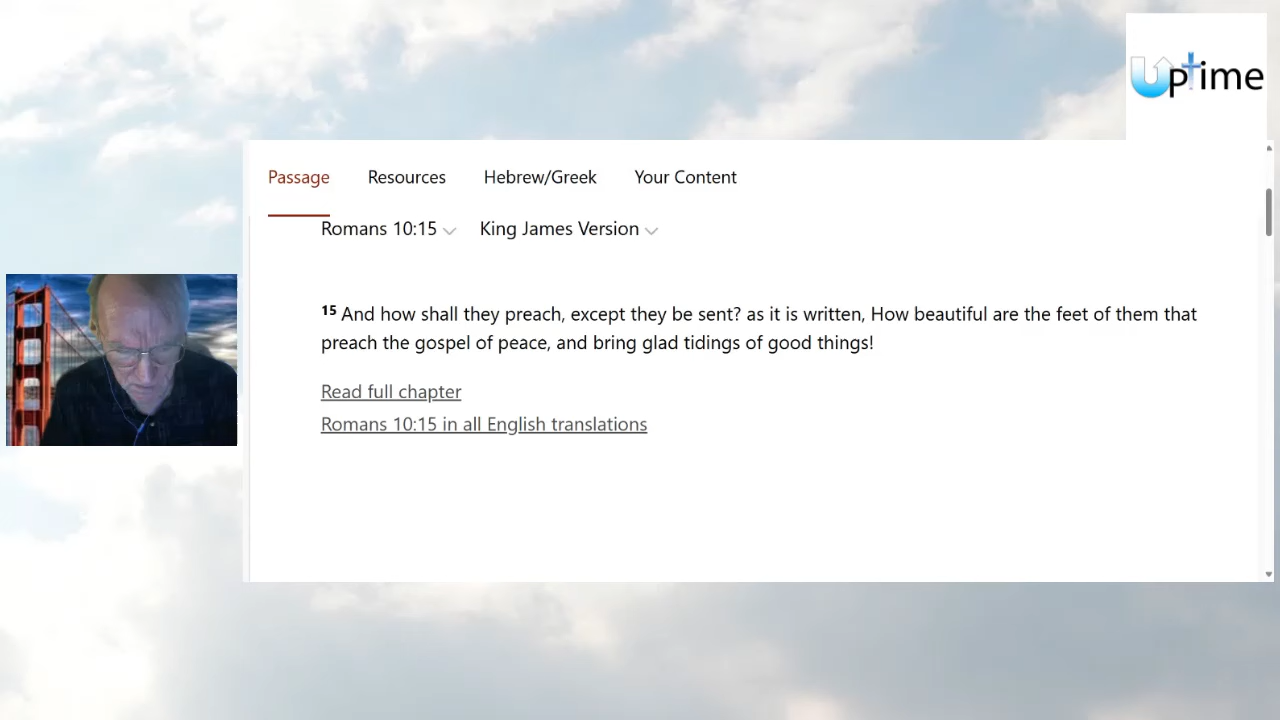 Uptime
Passage Resources Hebrew/Greek Your Content
Romans 10:15 King James Version
15 And how shall they preach, except they be sent? as it is written, How beautiful are the feet of them that
preach the gospel of peace, and bring glad tidings of good things!
Read full chapter
Romans 10:15 in all English translations